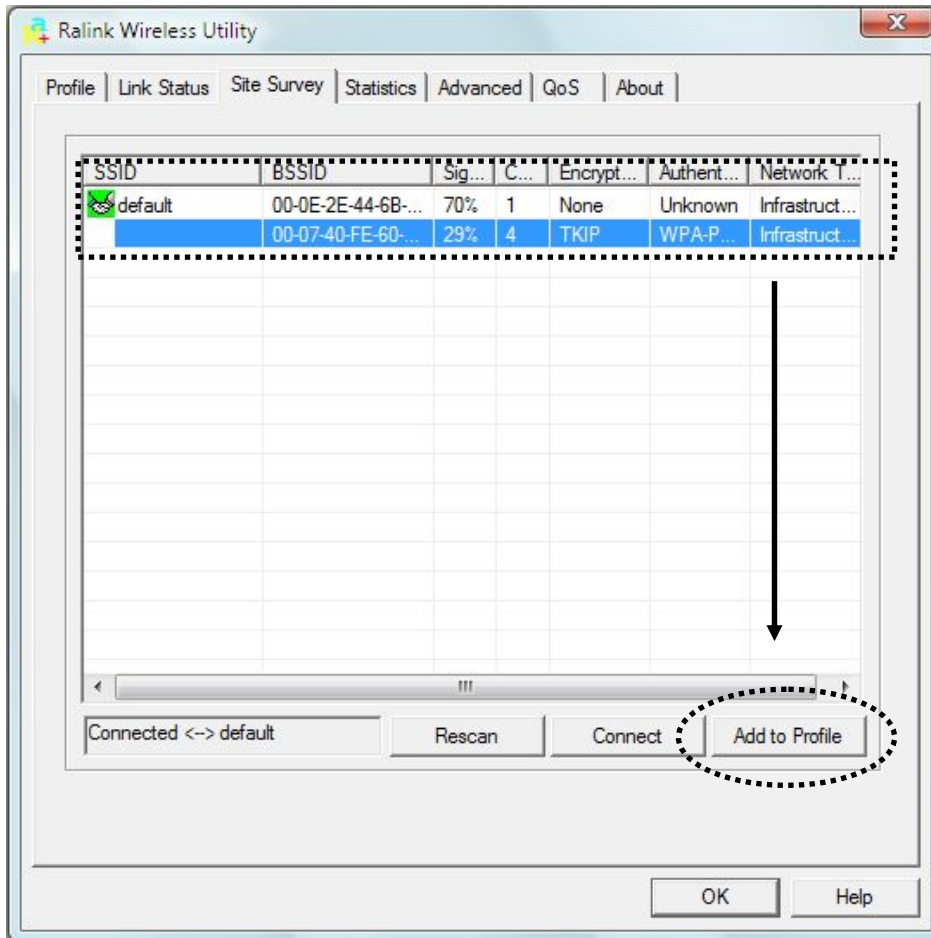 Ralink Wireless Utility
Profile Link Status Site Survey Statistics Advanced QoS About
SSID BSSID Sig... C... Encrypt... Authent... Network T...
default 00-0E-2E-44-6B-... 70% 1 None Unknown Infrastruct...
00-07-40-FE-60-... 29% 4 TKIP WPA-P... Infrastruct...
Connected <--> default Rescan Connect Add to Profile
OK Help